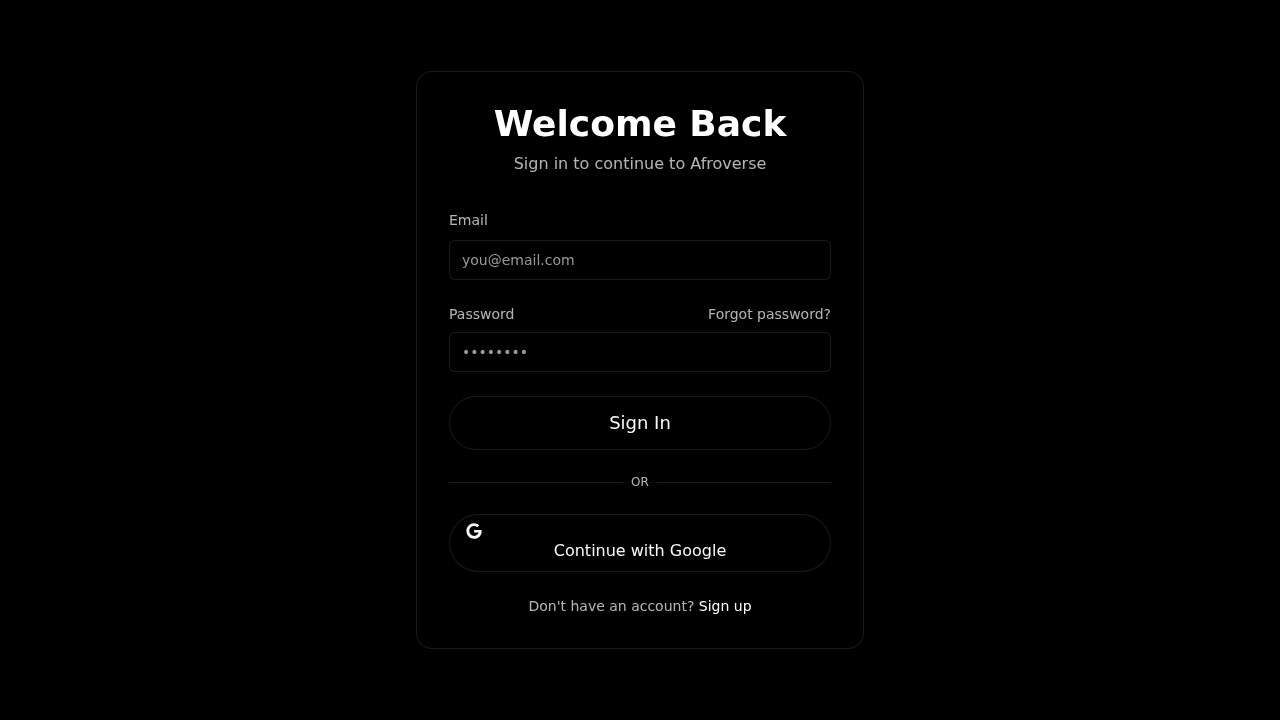 Welcome Back
Sign in to continue to Afroverse
Email
you@email.com
Password Forgot password?
••••••••
Sign In
OR
G
Continue with Google
Don't have an account? Sign up